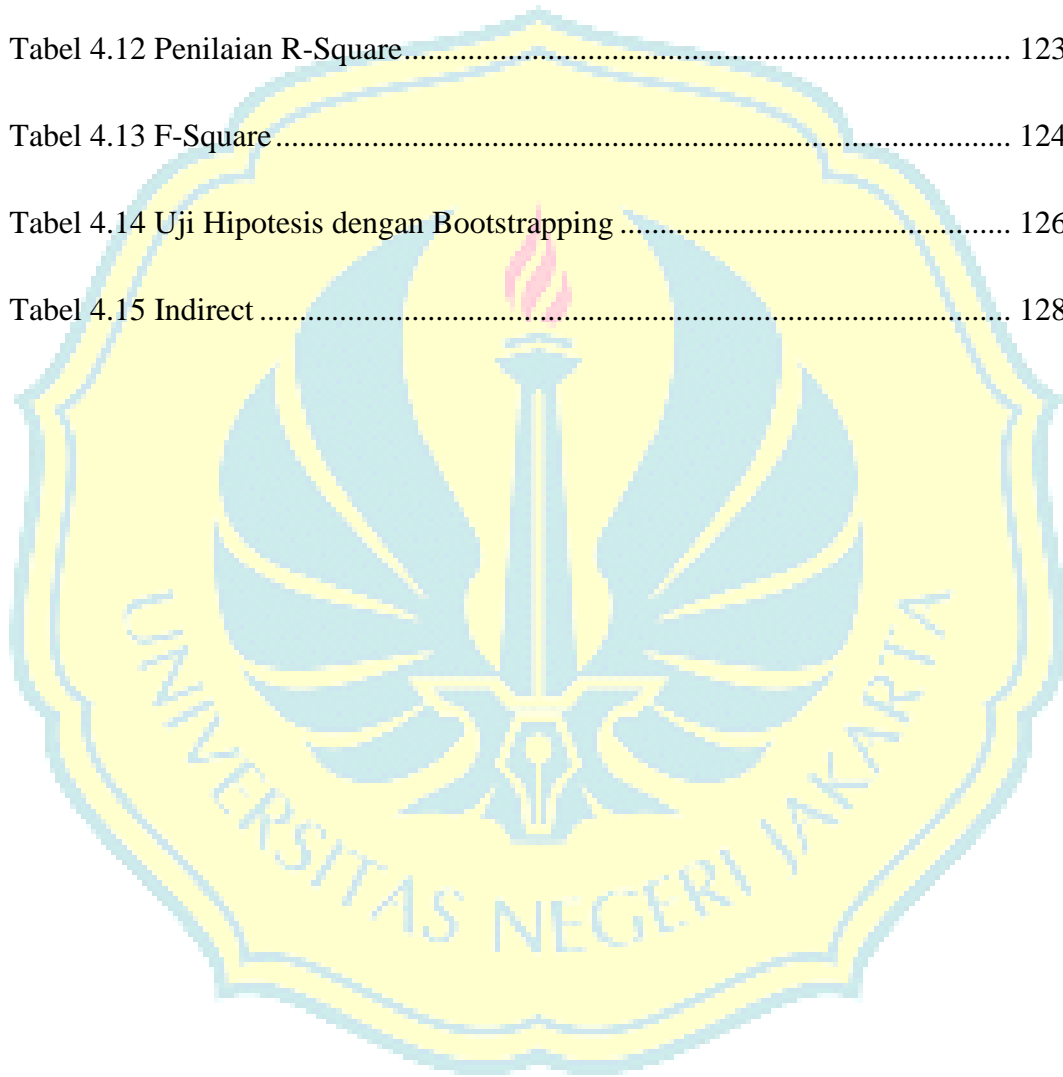 Tabel 4.12 Penilaian R-Square........................................................................... 123
Tabel 4.13 F-Square........................................................................................... 124
Tabel 4.14 Uji Hipotesis dengan Bootstrapping ................................................ 126
Tabel 4.15 Indirect ............................................................................................. 128
UNIVERSITAS NEGERI JAKARTA